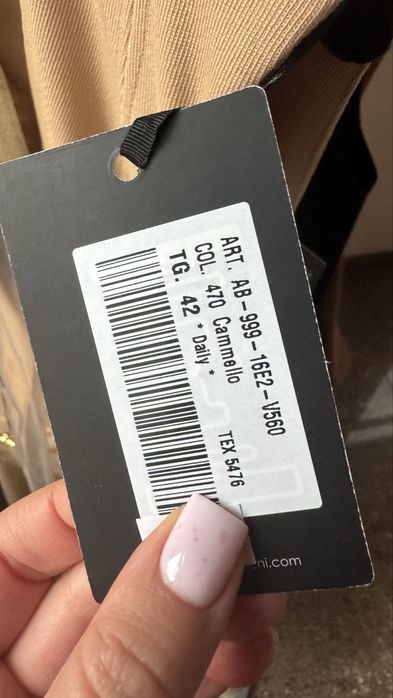 ART. AB-999-16E2-V560
COL. 470 Cammello
TG. 42 * Daily *
TEX 5476